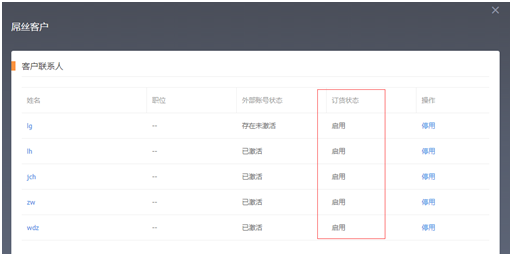 屌丝客户
客户联系人
姓名 职位 外部账号状态 订货状态 操作
lg -- 存在未激活 启用 停用
lh -- 已激活 启用 停用
jch -- 已激活 启用 停用
zw -- 已激活 启用 停用
wdz -- 已激活 启用 停用